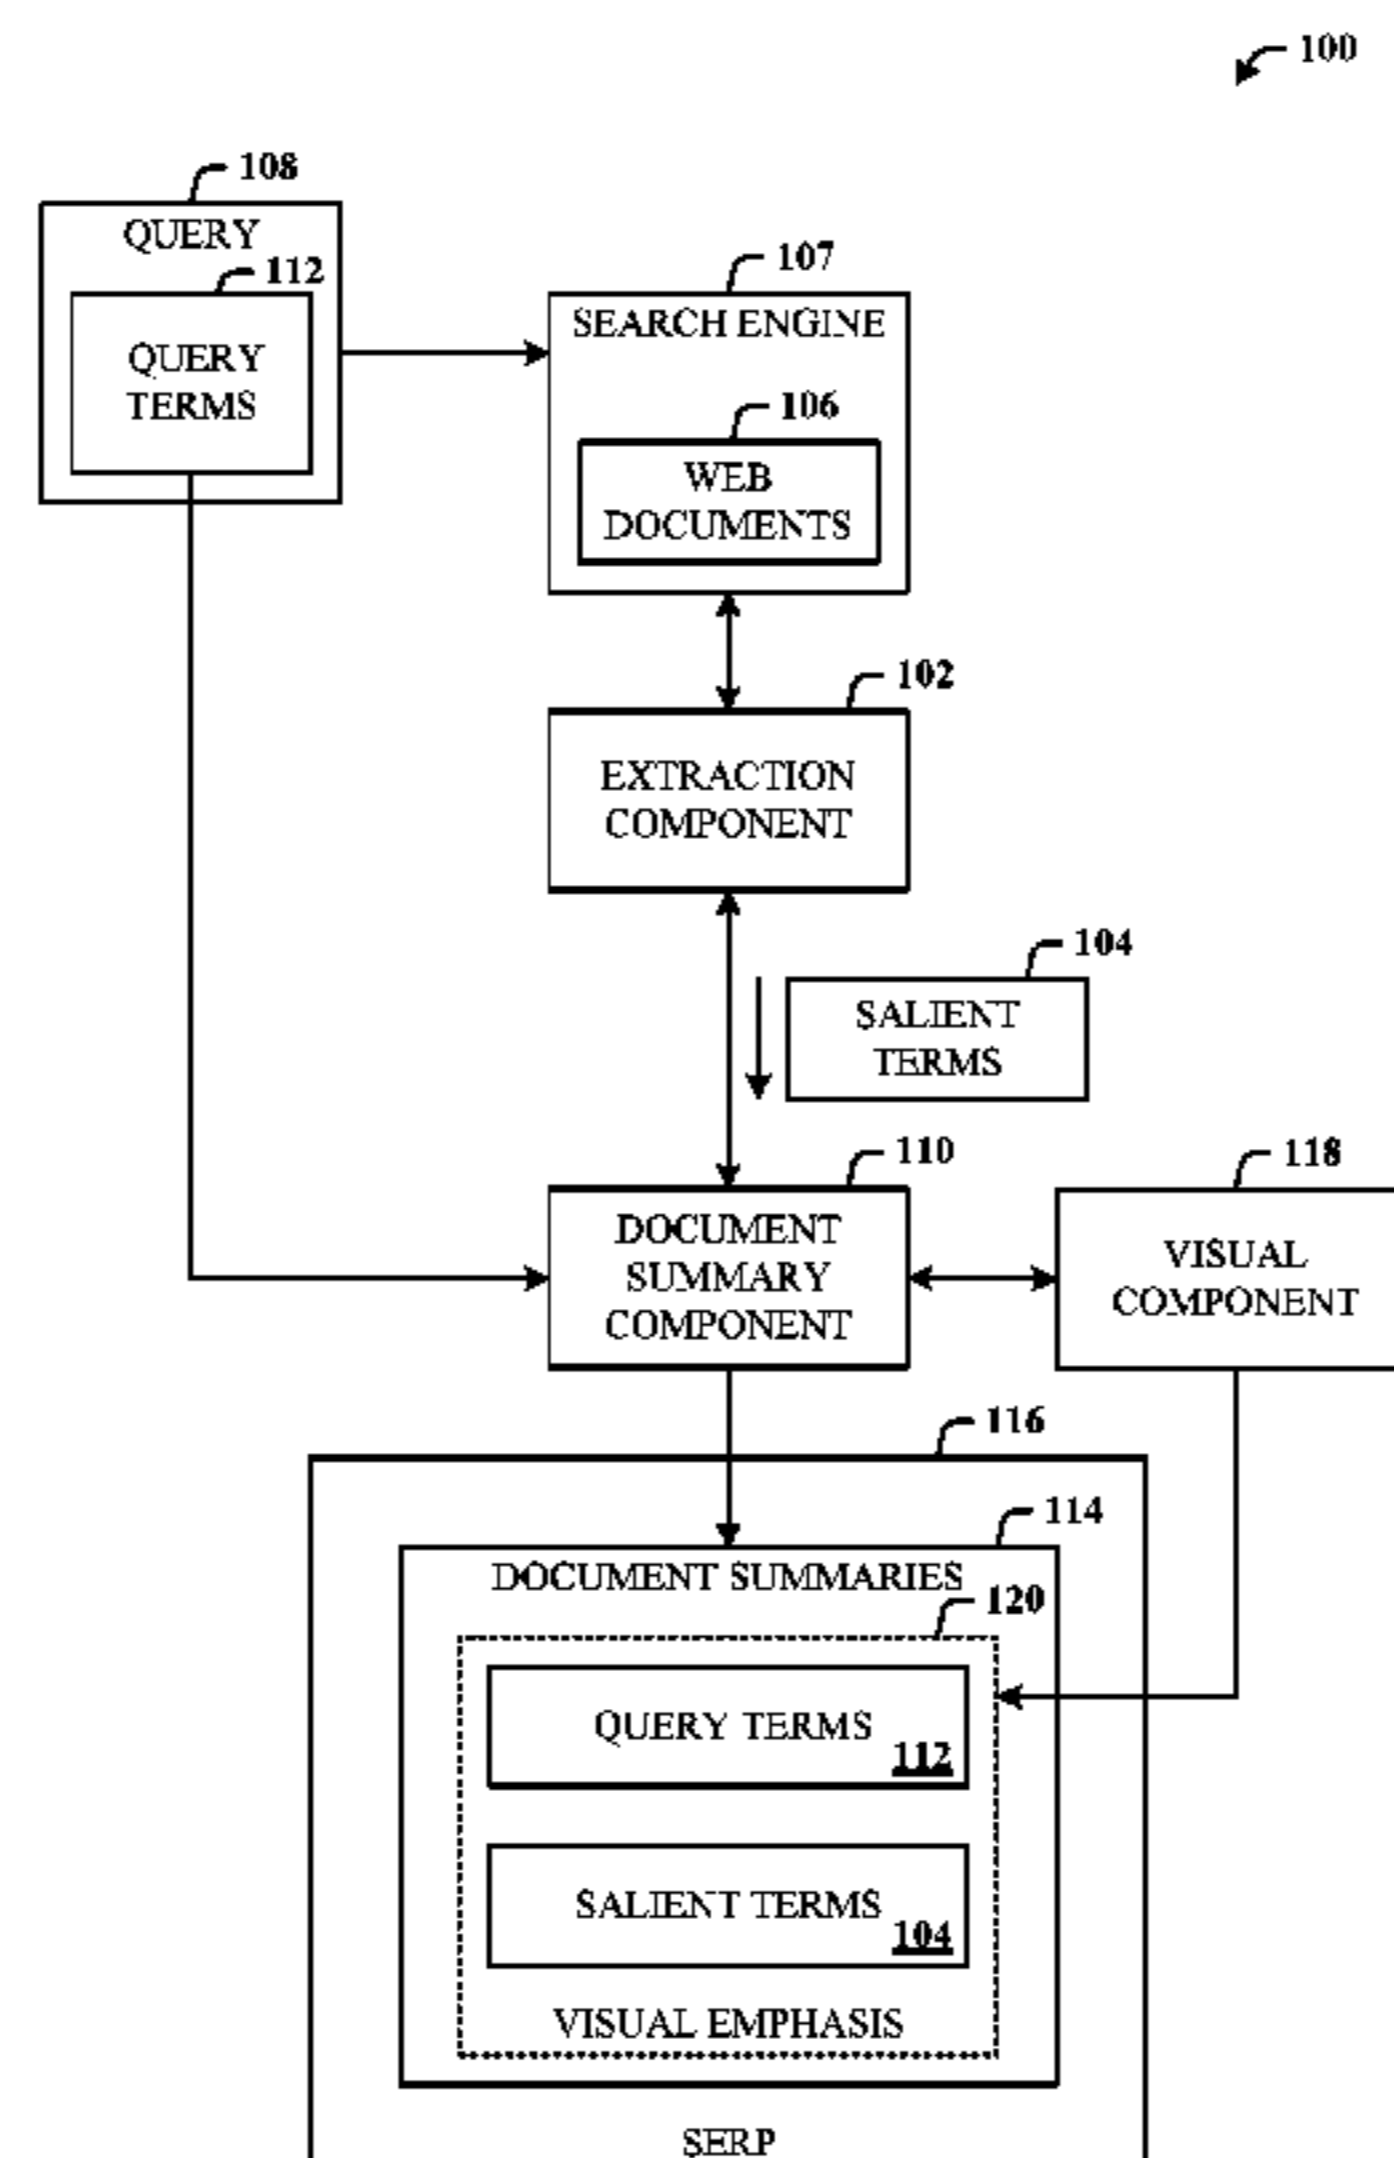 100
108
QUERY
112
QUERY
TERMS
107
SEARCH ENGINE
106
WEB
DOCUMENTS
102
EXTRACTION
COMPONENT
104
SALIENT
TERMS
110
DOCUMENT
SUMMARY
COMPONENT
118
VISUAL
COMPONENT
116
114
DOCUMENT SUMMARIES
120
QUERY TERMS
112
SALIENT TERMS
104
VISUAL EMPHASIS
SERP